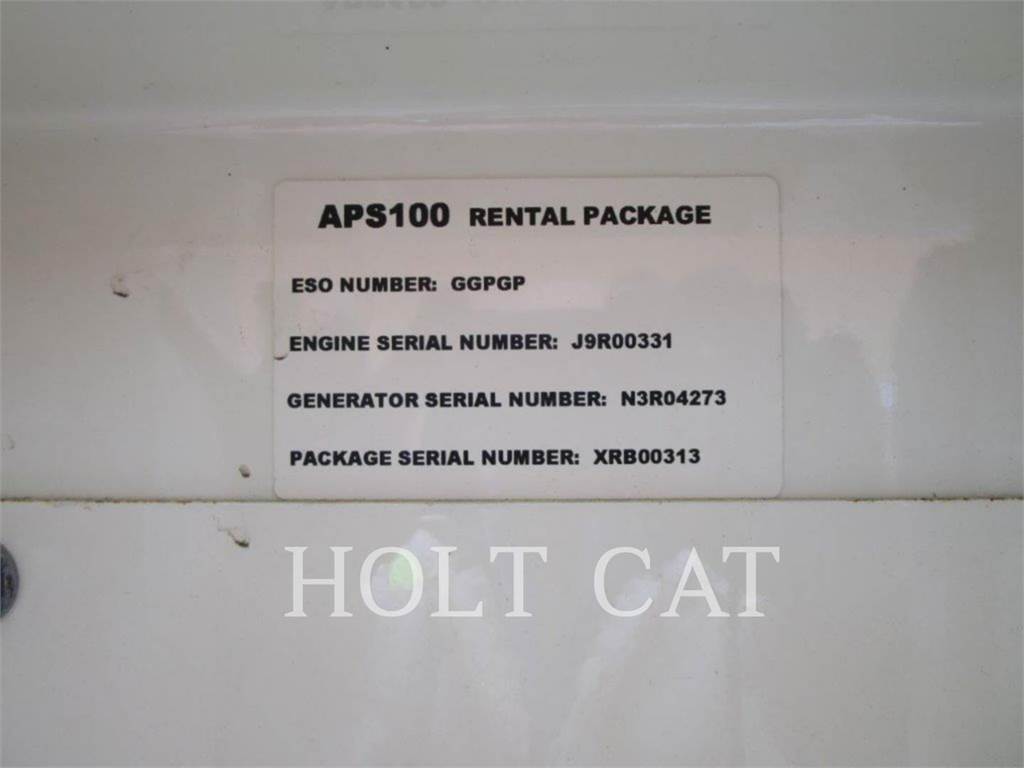 APS100 RENTAL PACKAGE
ESO NUMBER: GGPGP
ENGINE SERIAL NUMBER: J9R00331
GENERATOR SERIAL NUMBER: N3R04273
PACKAGE SERIAL NUMBER: XRB00313
HOLT CAT